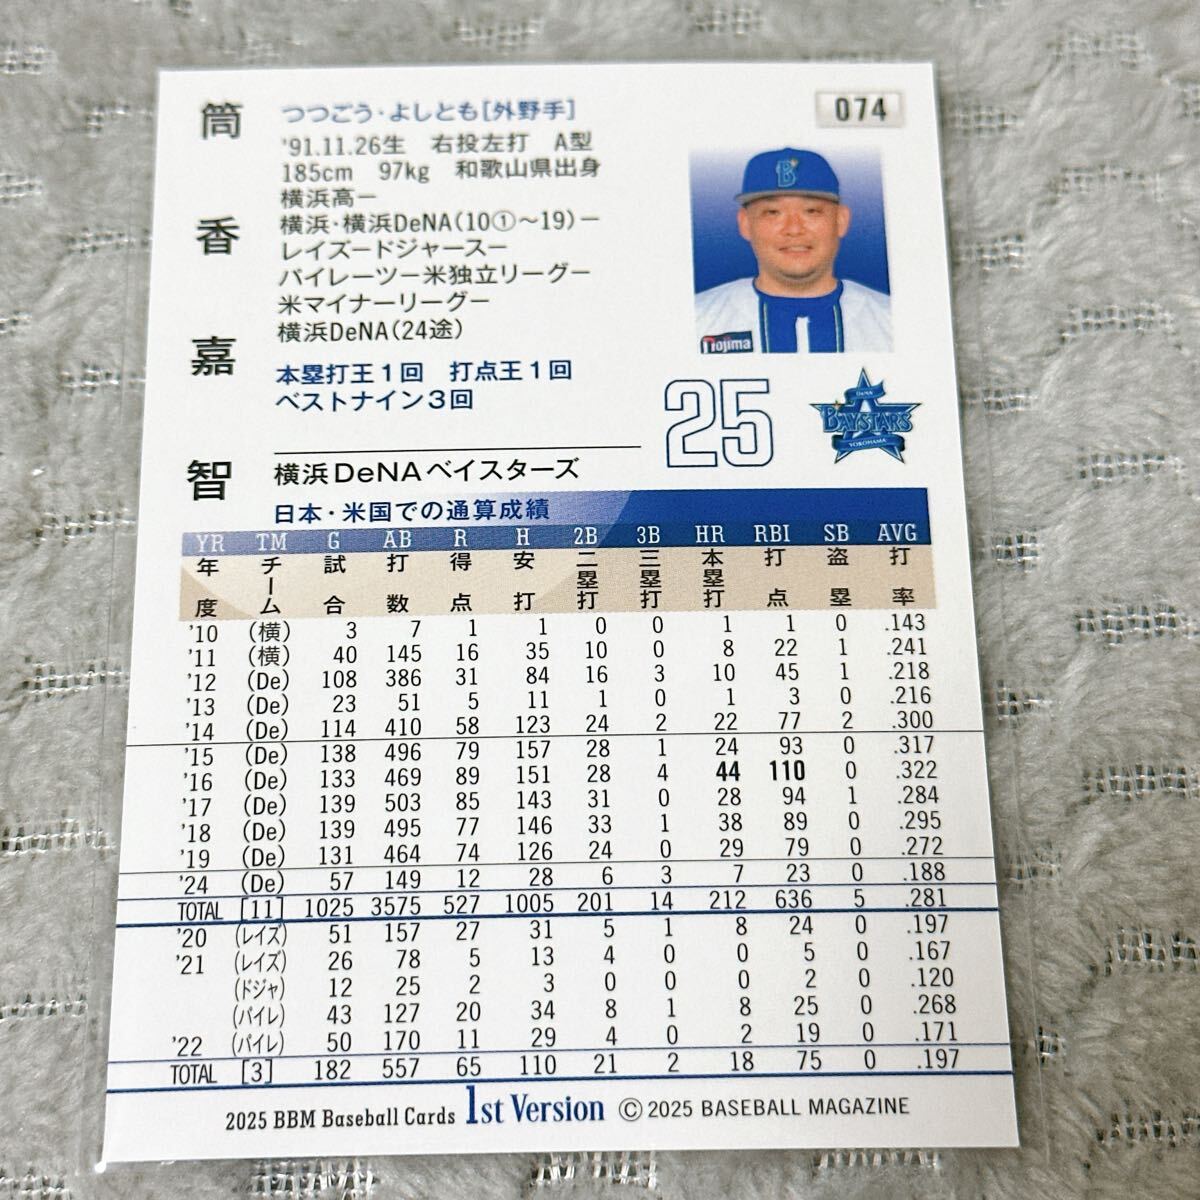 074
筒香嘉智
つつごう・よしとも[外野手]
'91.11.26生 右投左打 A型
185cm 97kg 和歌山県出身
横浜高ー
横浜・横浜DeNA(10①〜19)ー
レイズードジャースー
パイレーツー米独立リーグー
米マイナーリーグー
横浜DeNA(24途)
本塁打王1回 打点王1回
ベストナイン3回
nojima
25
DeNA
BAYSTARS
YOKOHAMA
横浜DeNAベイスターズ
日本・米国での通算成績
YR TM G AB R H 2B 3B HR RBI SB AVG
年度 チーム 試合 打数 得点 安打 二塁打 三塁打 本塁打 打点 盗塁 打率
'10 (横) 3 7 1 1 0 0 1 1 0 .143
'11 (横) 40 145 16 35 10 0 8 22 1 .241
'12 (De) 108 386 31 84 16 3 10 45 1 .218
'13 (De) 23 51 5 11 1 0 1 3 0 .216
'14 (De) 114 410 58 123 24 2 22 77 2 .300
'15 (De) 138 496 79 157 28 1 24 93 0 .317
'16 (De) 133 469 89 151 28 4 44 110 0 .322
'17 (De) 139 503 85 143 31 0 28 94 1 .284
'18 (De) 139 495 77 146 33 1 38 89 0 .295
'19 (De) 131 464 74 126 24 0 29 79 0 .272
'24 (De) 57 149 12 28 6 3 7 23 0 .188
TOTAL [11] 1025 3575 527 1005 201 14 212 636 5 .281
'20 (レイズ) 51 157 27 31 5 1 8 24 0 .197
'21 (レイズ) 26 78 5 13 4 0 0 5 0 .167
(ドジャ) 12 25 2 3 0 0 0 2 0 .120
(パイレ) 43 127 20 34 8 1 8 25 0 .268
'22 (パイレ) 50 170 11 29 4 0 2 19 0 .171
TOTAL [3] 182 557 65 110 21 2 18 75 0 .197
2025 BBM Baseball Cards 1st Version © 2025 BASEBALL MAGAZINE